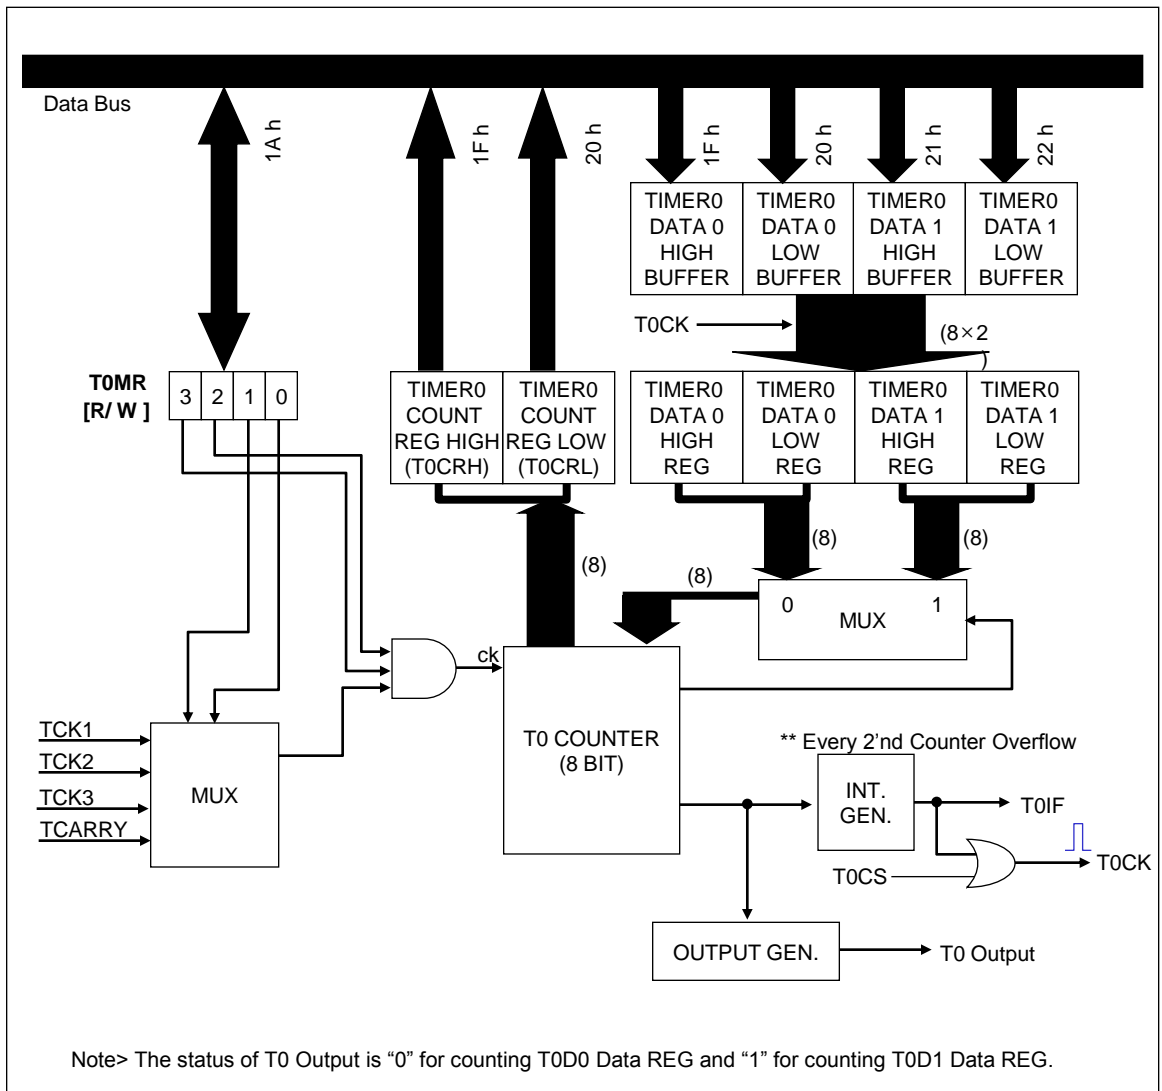 Data Bus
1A h
1F h
20 h
1F h
20 h
21 h
22 h
TIMER0
DATA 0
HIGH
BUFFER
TIMER0
DATA 0
LOW
BUFFER
TIMER0
DATA 1
HIGH
BUFFER
TIMER0
DATA 1
LOW
BUFFER
T0CK
(8×2
)
T0MR
[R/ W ]
3 2 1 0
TIMER0
COUNT
REG HIGH
(T0CRH)
TIMER0
COUNT
REG LOW
(T0CRL)
TIMER0
DATA 0
HIGH
REG
TIMER0
DATA 0
LOW
REG
TIMER0
DATA 1
HIGH
REG
TIMER0
DATA 1
LOW
REG
(8)
(8)
(8)
(8)
0 1
MUX
ck
T0 COUNTER
(8 BIT)
TCK1
TCK2
TCK3
TCARRY
MUX
** Every 2’nd Counter Overflow
INT.
GEN.
T0IF
T0CS
T0CK
OUTPUT GEN.
T0 Output
Note> The status of T0 Output is “0” for counting T0D0 Data REG and “1” for counting T0D1 Data REG.